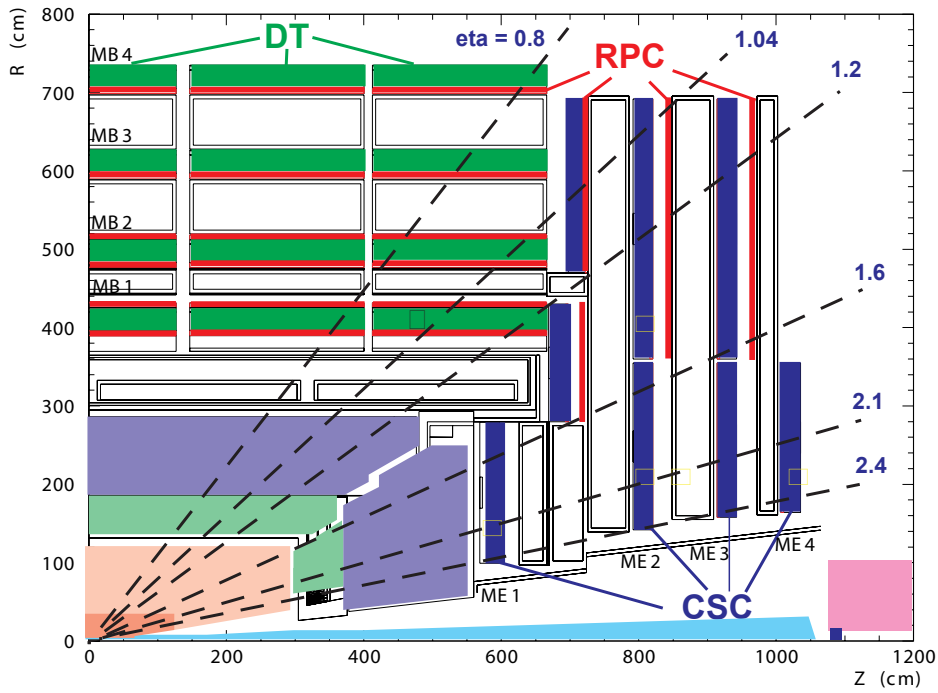 R (cm)
800
700
600
500
400
300
200
100
0
MB 4
DT
eta = 0.8
1.04
RPC
1.2
MB 3
MB 2
MB 1
1.6
2.1
2.4
ME 1
ME 2
ME 3
ME 4
CSC
0
200
400
600
800
1000
1200
Z (cm)